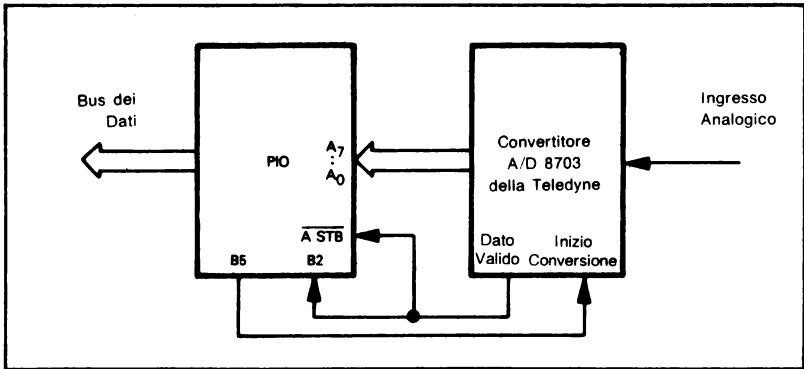 Bus dei
Dati
PIO
A7
:
A0
A STB
B5
B2
Convertitore
A/D 8703
della Teledyne
Dato
Valido
Inizio
Conversione
Ingresso
Analogico